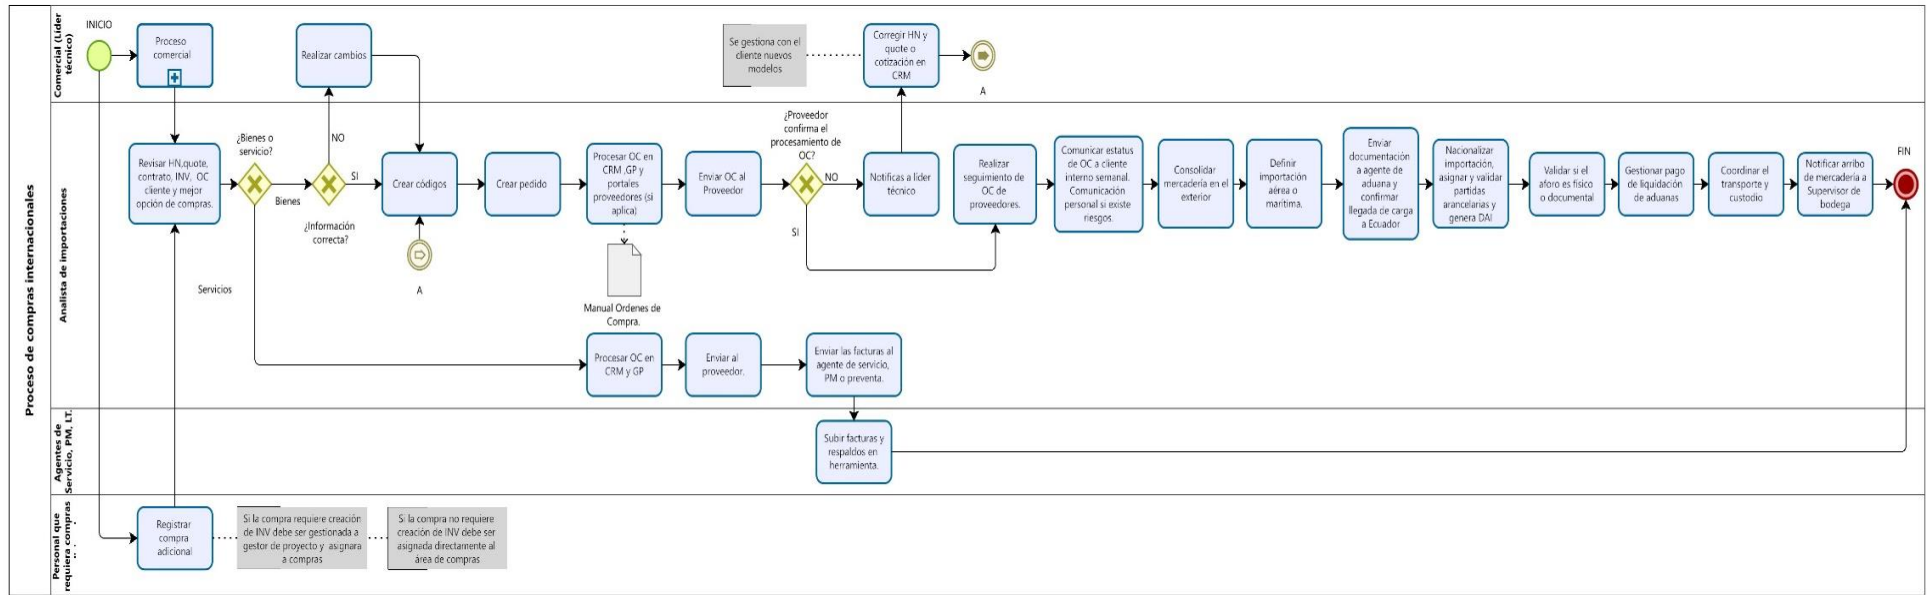 Proceso de compras internacionales
Comercial (Líder
técnico)
INICIO
Proceso
comercial
Realizar cambios
Se gestiona con el
cliente nuevos
modelos
Corregir HN y
quote o
cotización en
CRM
A
Analista de importaciones
Revisar HN,quote,
contrato, INV, OC
cliente y mejor
opción de compras.
¿Bienes o
servicio?
Bienes
NO
SI
¿Información
correcta?
Crear códigos
A
Crear pedido
Procesar OC en
CRM ,GP y
portales
proveedores (si
aplica)
Manual Ordenes de
Compra.
Enviar OC al
Proveedor
¿Proveedor
confirma el
procesamiento de
OC?
NO
SI
Notificas a líder
técnico
Realizar
seguimiento de
OC de
proveedores.
Comunicar estatus
de OC a cliente
interno semanal.
Comunicación
personal si existe
riesgos.
Consolidar
mercadería en el
exterior
Definir
importación
aérea o
marítima.
Enviar
documentación
a agente de
aduana y
confirmar
llegada de carga
a Ecuador
Nacionalizar
importación,
asignar y validar
partidas
arancelarias y
genera DAI
Validar si el
aforo es físico
o documental
Gestionar pago
de liquidación
de aduanas
Coordinar el
transporte y
custodio
Notificar arribo
de mercadería a
Supervisor de
bodega
FIN
Servicios
Procesar OC en
CRM y GP
Enviar al
proveedor.
Enviar las facturas al
agente de servicio,
PM o preventa.
Agentes de
Servicio, PM, LT.
Subir facturas y
respaldos en
herramienta.
Personal que
requiera compras
Registrar
compra
adicional
Si la compra requiere creación
de INV debe ser gestionada a
gestor de proyecto y asignara
a compras
Si la compra no requiere
creación de INV debe ser
asignada directamente al
área de compras